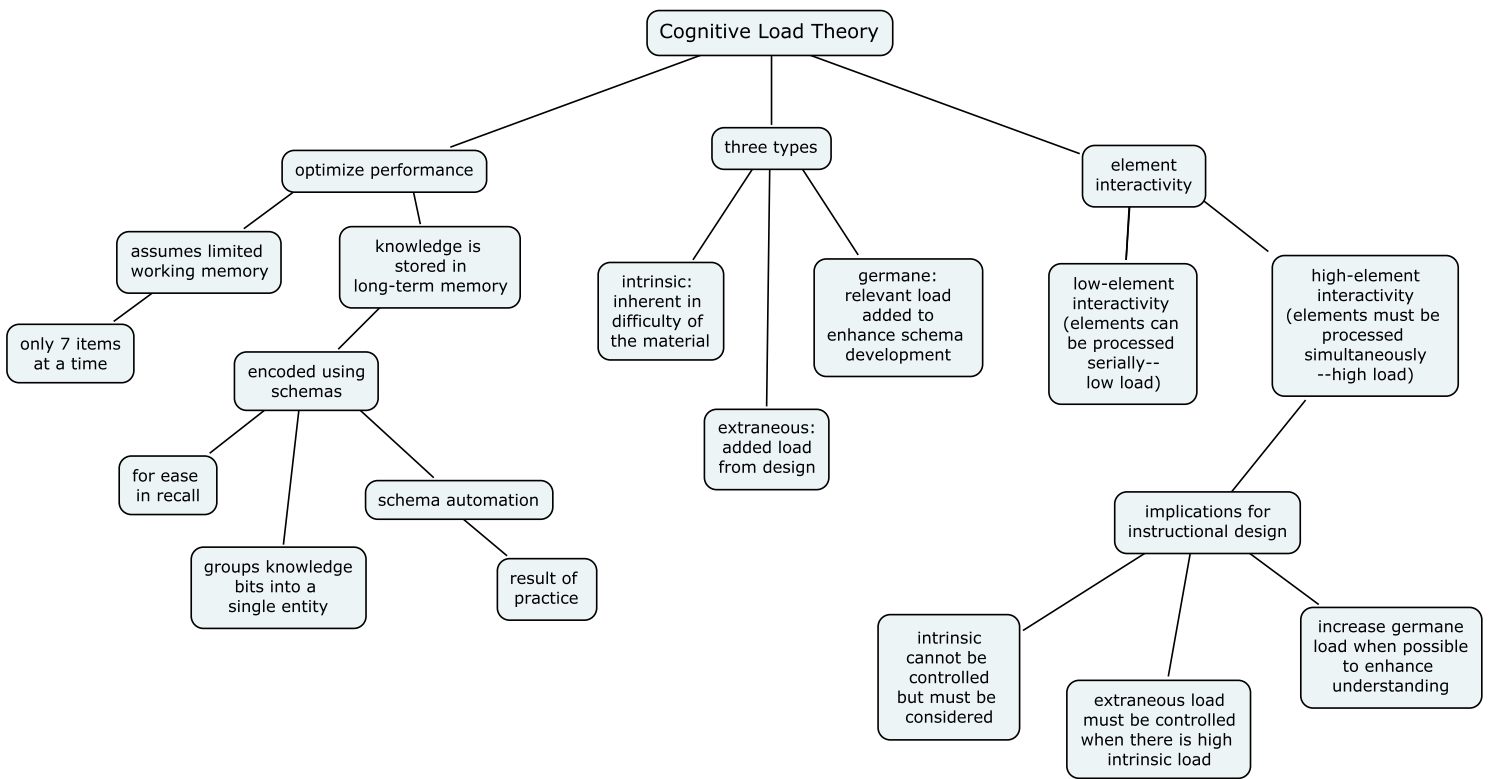 Cognitive Load Theory
optimize performance
three types
element
interactivity
assumes limited
working memory
knowledge is
stored in
long-term memory
only 7 items
at a time
encoded using
schemas
for ease
in recall
groups knowledge
bits into a
single entity
schema automation
result of
practice
intrinsic:
inherent in
difficulty of
the material
extraneous:
added load
from design
germane:
relevant load
added to
enhance schema
development
low-element
interactivity
(elements can
be processed
serially--
low load)
high-element
interactivity
(elements must be
processed
simultaneously
--high load)
implications for
instructional design
intrinsic
cannot be
controlled
but must be
considered
extraneous load
must be controlled
when there is high
intrinsic load
increase germane
load when possible
to enhance
understanding